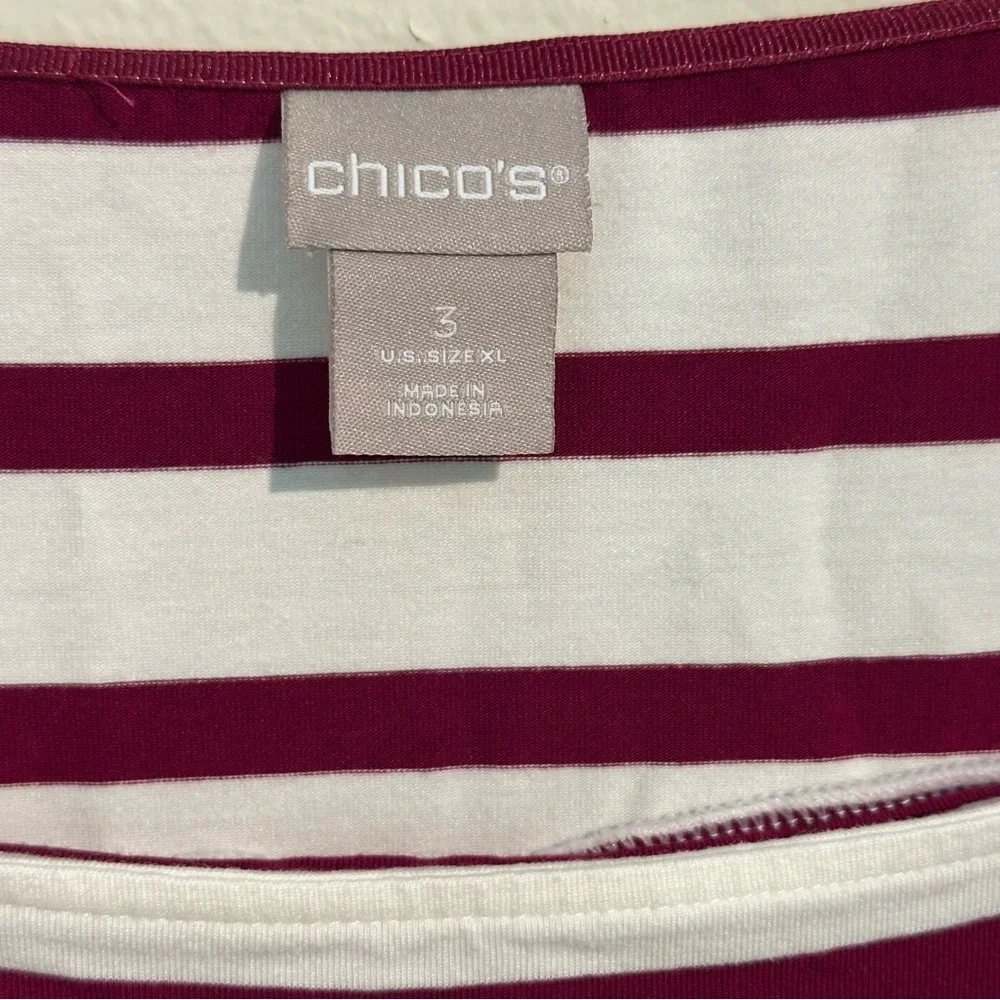 chico's®
3
U.S. SIZE XL
MADE IN
INDONESIA